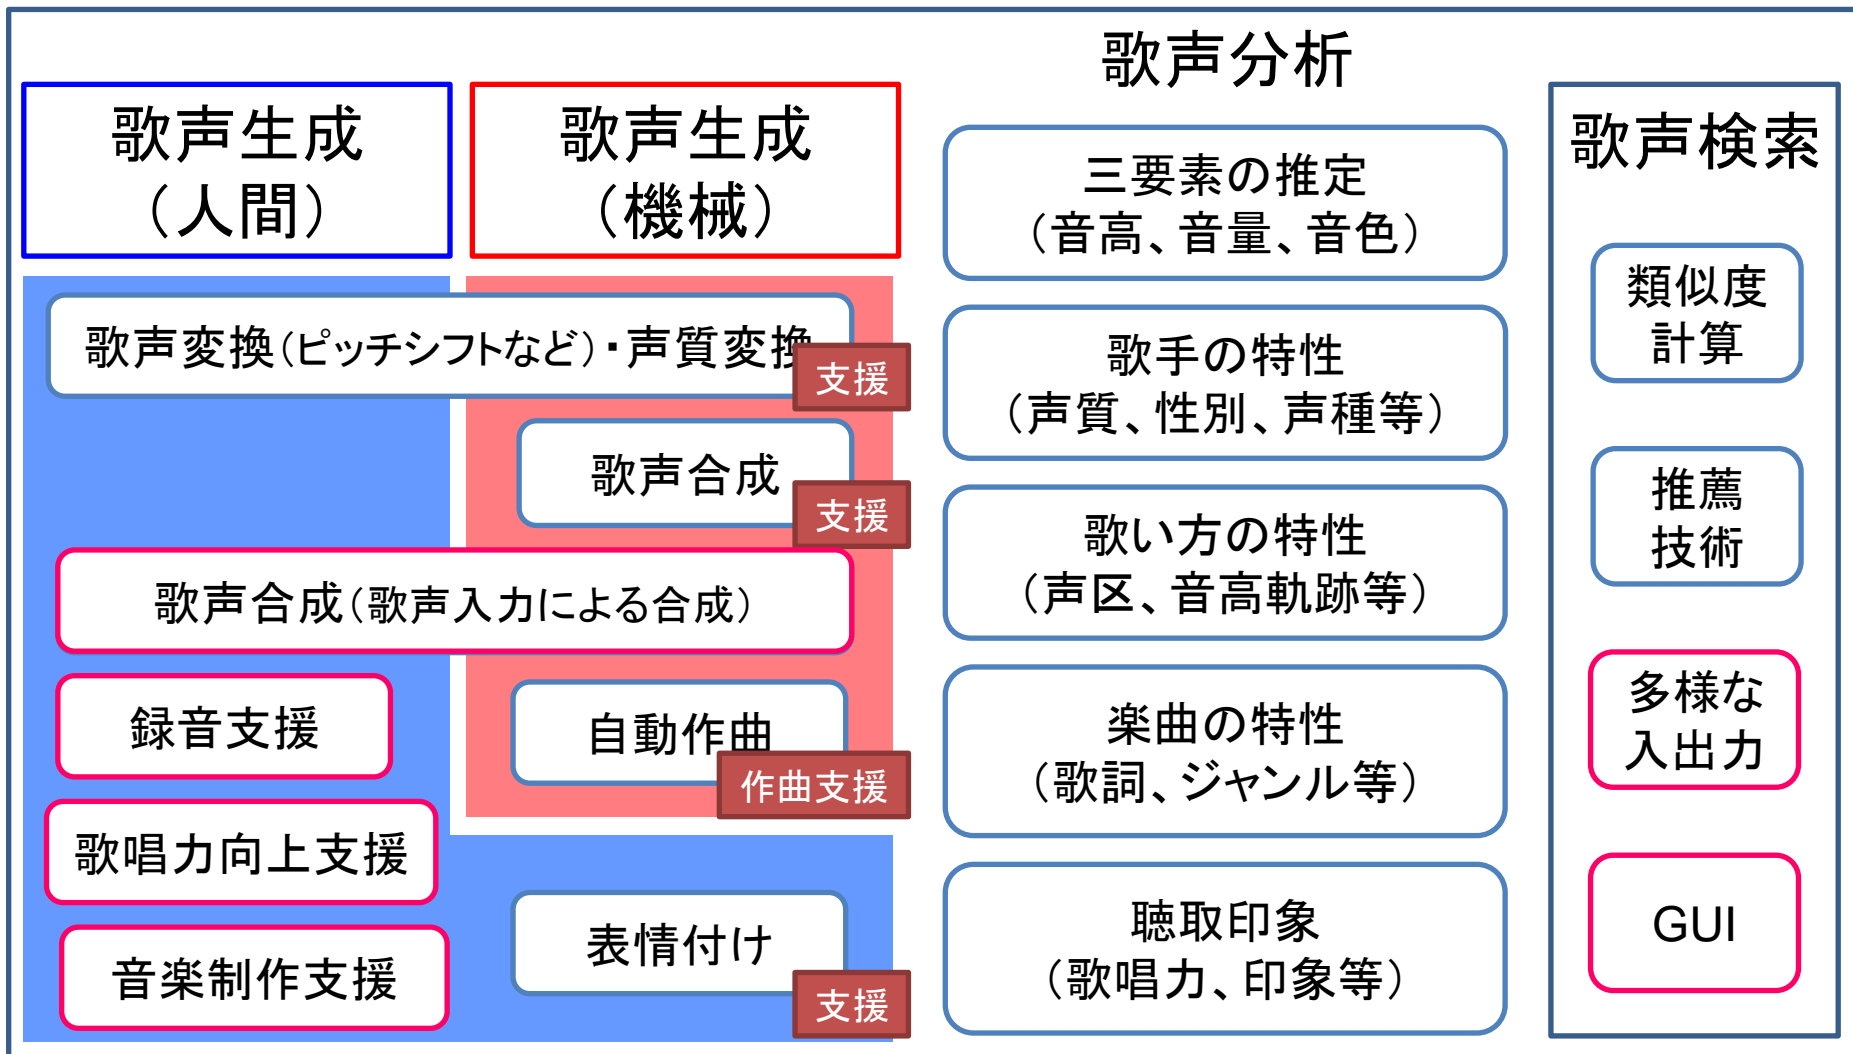 歌声生成
（人間）
歌声生成
（機械）
歌声変換（ピッチシフトなど）・声質変換
支援
歌声合成
支援
歌声合成（歌声入力による合成）
録音支援
自動作曲
作曲支援
歌唱力向上支援
音楽制作支援
表情付け
支援
歌声分析
三要素の推定
（音高、音量、音色）
歌手の特性
（声質、性別、声種等）
歌い方の特性
（声区、音高軌跡等）
楽曲の特性
（歌詞、ジャンル等）
聴取印象
（歌唱力、印象等）
歌声検索
類似度
計算
推薦
技術
多様な
入出力
GUI